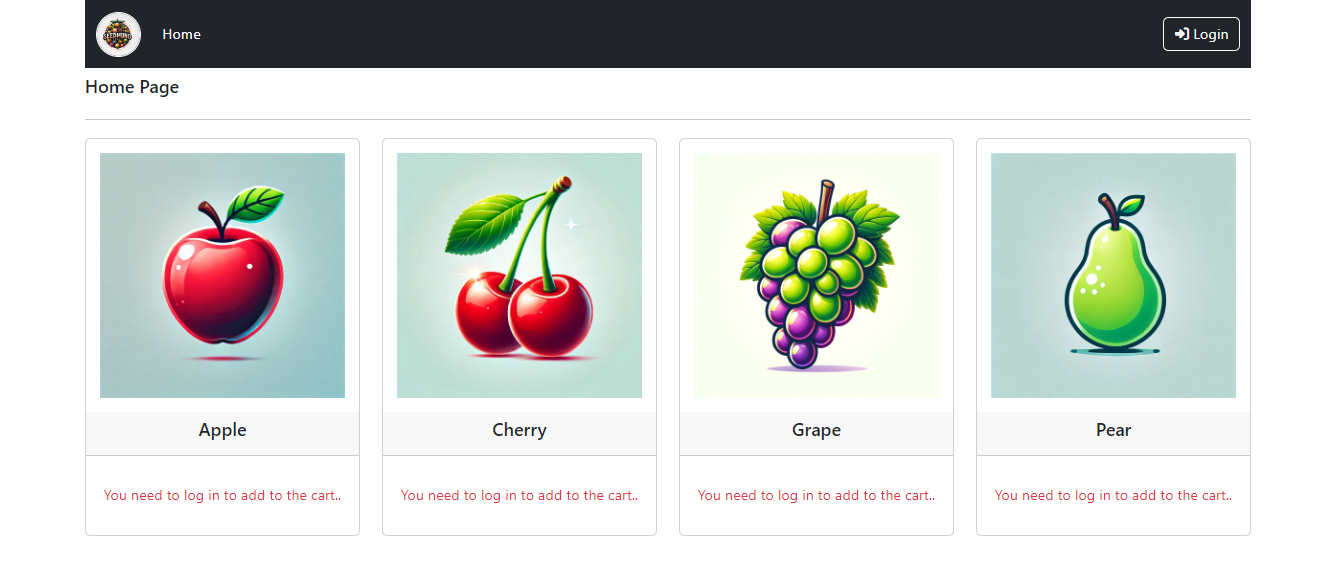 SEEDMUND
Home
Login
Home Page
Apple
Cherry
Grape
Pear
You need to log in to add to the cart..
You need to log in to add to the cart..
You need to log in to add to the cart..
You need to log in to add to the cart..